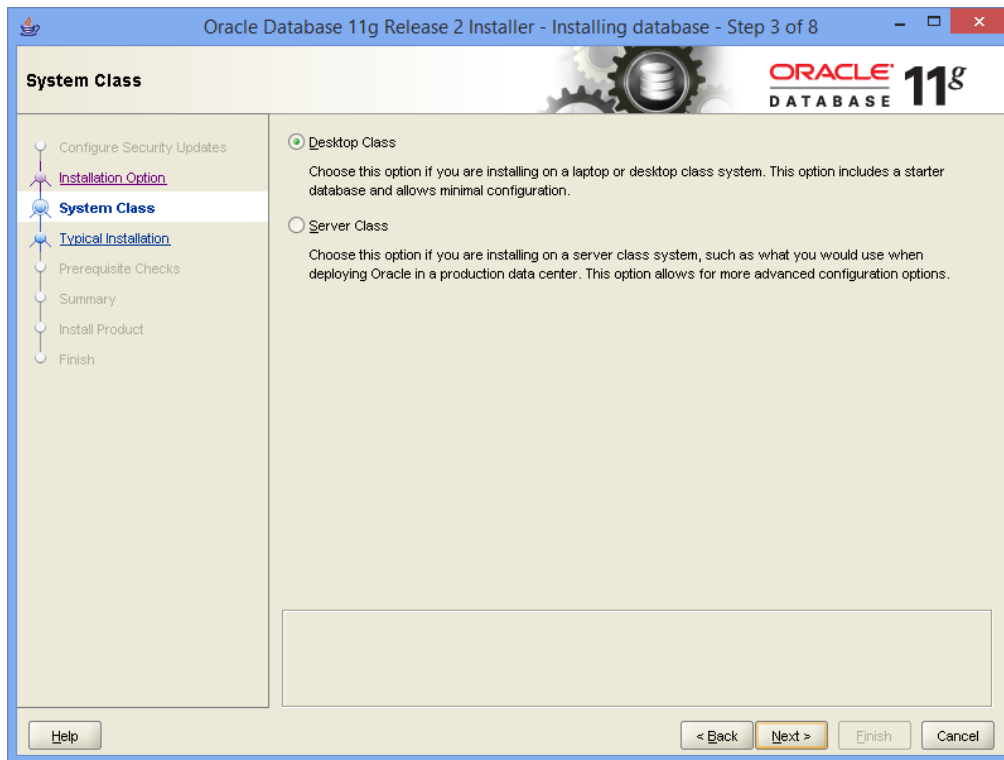 Oracle Database 11g Release 2 Installer - Installing database - Step 3 of 8
System Class
ORACLE 11g
DATABASE
Configure Security Updates
Installation Option
System Class
Typical Installation
Prerequisite Checks
Summary
Install Product
Finish
Desktop Class
Choose this option if you are installing on a laptop or desktop class system. This option includes a starter
database and allows minimal configuration.
Server Class
Choose this option if you are installing on a server class system, such as what you would use when
deploying Oracle in a production data center. This option allows for more advanced configuration options.
Help
< Back
Next >
Finish
Cancel